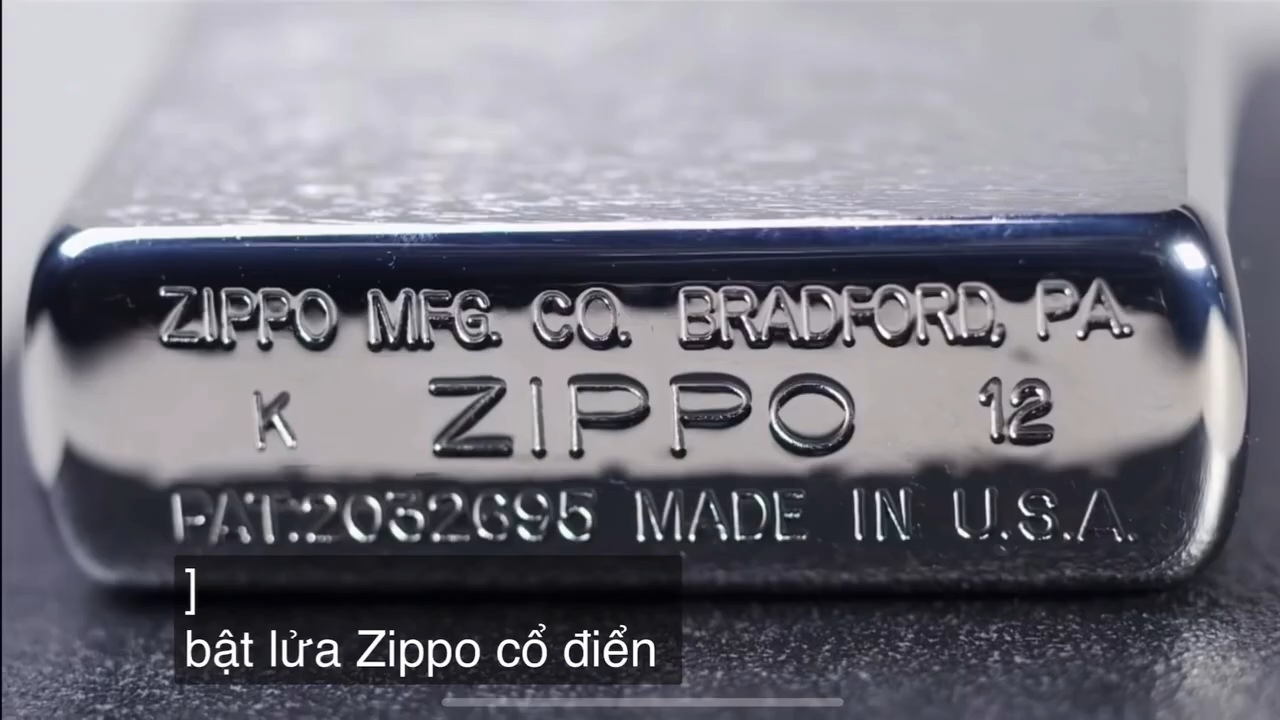 ZIPPO MFG. CO. BRADFORD, PA.
K ZIPPO 12
PAT.2032695 MADE IN U.S.A.
]
bật lửa Zippo cổ điển